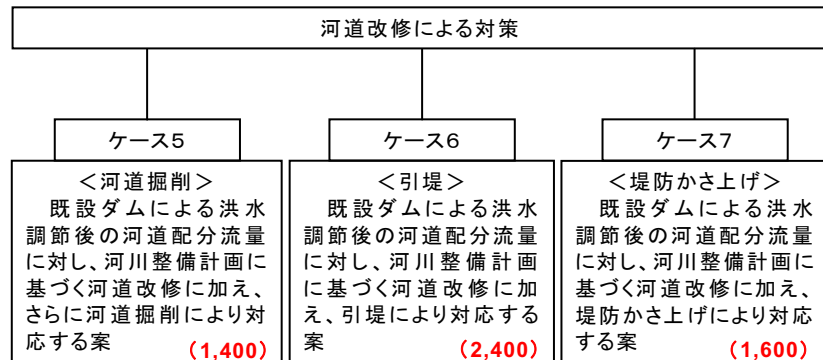 河道改修による対策
ケース5
<河道掘削>
既設ダムによる洪水
調節後の河道配分流量
に対し、河川整備計画に
基づく河道改修に加え、
さらに河道掘削により対
応する案
(1,400)
ケース6
<引堤>
既設ダムによる洪水
調節後の河道配分流量
に対し、河川整備計画
に基づく河道改修に加
え、引堤により対応する
案
(2,400)
ケース7
<堤防かさ上げ>
既設ダムによる洪水
調節後の河道配分流量
に対し、河川整備計画に
基づく河道改修に加え、
堤防かさ上げにより対応
する案
(1,600)